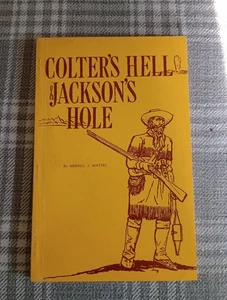 COLTER'S HELL
& JACKSON'S
HOLE
By MERRILL J. MATTES